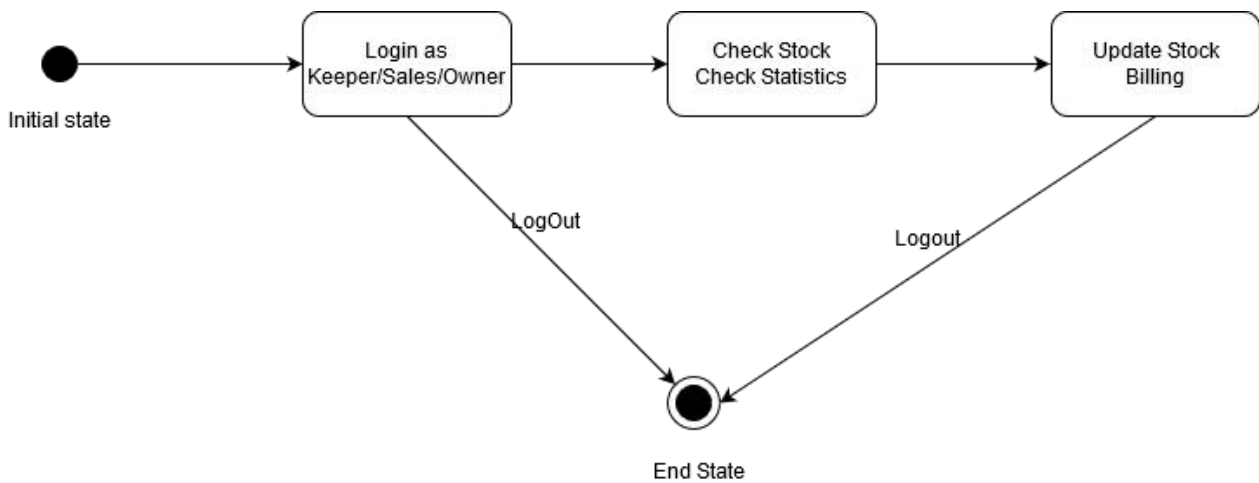 Login as
Keeper/Sales/Owner
Check Stock
Check Statistics
Update Stock
Billing
Initial state
LogOut
Logout
End State